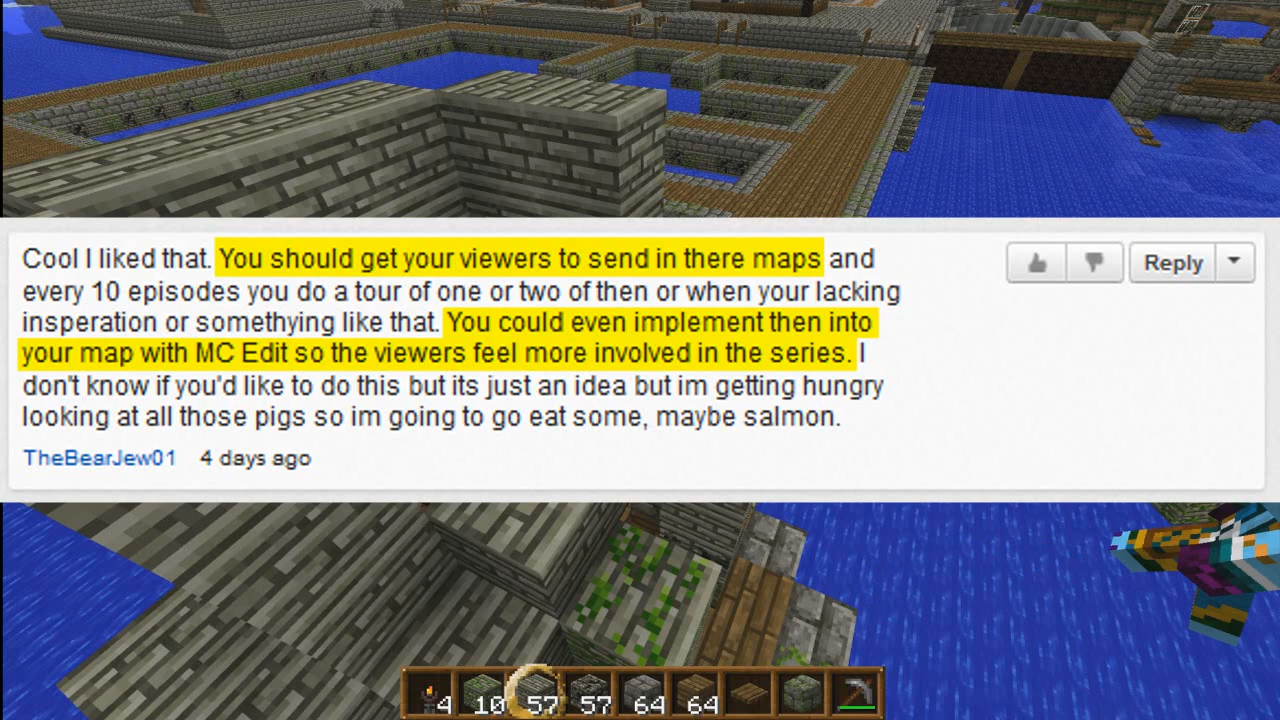 Cool I liked that. You should get your viewers to send in there maps and
every 10 episodes you do a tour of one or two of then or when your lacking
insperation or somethying like that. You could even implement then into
your map with MC Edit so the viewers feel more involved in the series. I
don't know if you'd like to do this but its just an idea but im getting hungry
looking at all those pigs so im going to go eat some, maybe salmon.
TheBearJew01 4 days ago
Reply
4 10 57 57 64 64